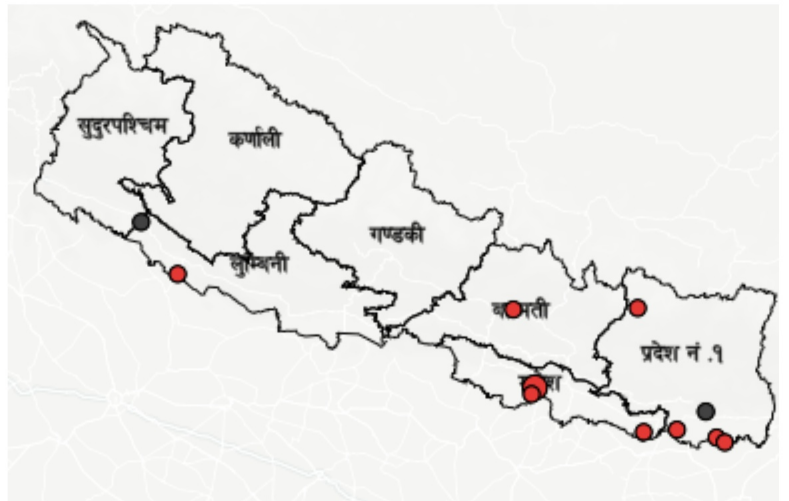 सुदुरपश्चिम
कर्णाली
गण्डकी
लुम्बिनी
प्रदेश नं .१